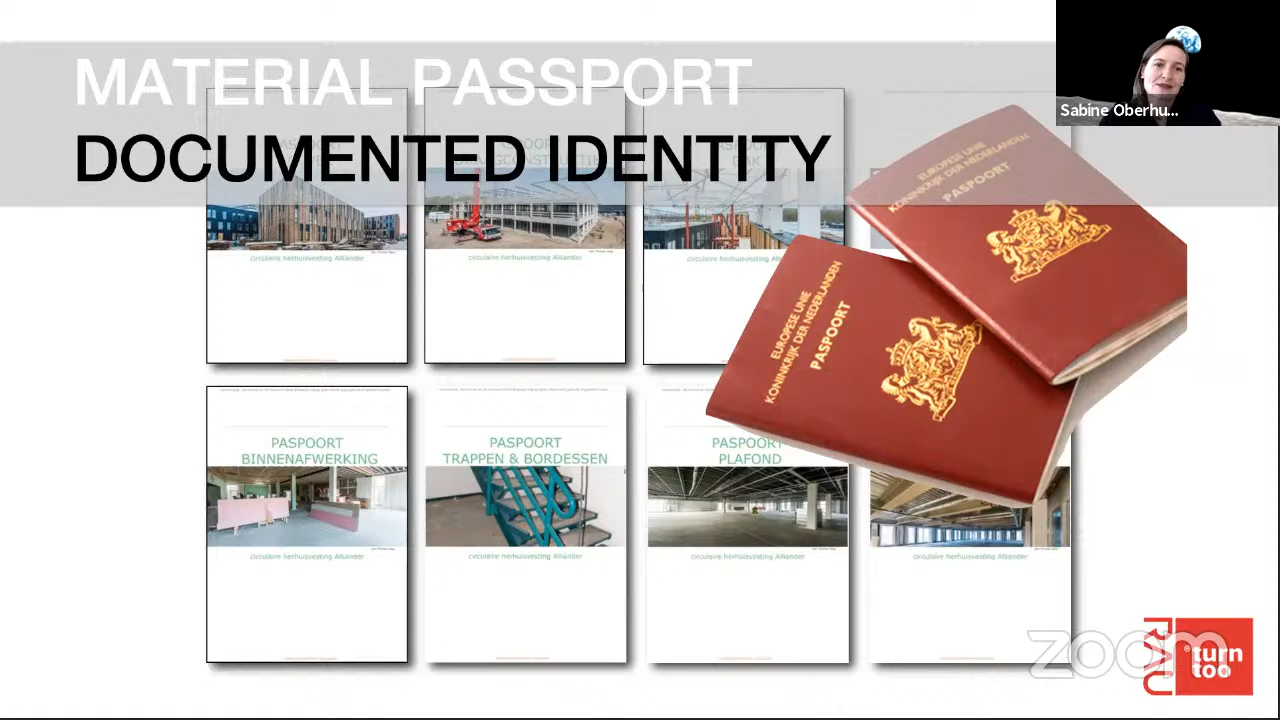 MATERIAL PASSPORT
DOCUMENTED IDENTITY
Sabine Oberhu...
EUROPESE UNIE
KONINKRIJK DER NEDERLANDEN
PASPOORT
EUROPESE UNIE
KONINKRIJK DER NEDERLANDEN
PASPOORT
circulaire herhuisvesting Alliander
circulaire herhuisvesting Alliander
circulaire herhuisvesting
PASPOORT
BINNENAFWERKING
PASPOORT
TRAPPEN & BORDESSEN
PASPOORT
PLAFOND
circulaire herhuisvesting Alliander
circulaire herhuisvesting Alliander
circulaire herhuisvesting Alliander
circulaire herhuisvesting Alliander
zoom
RAU
turn
too